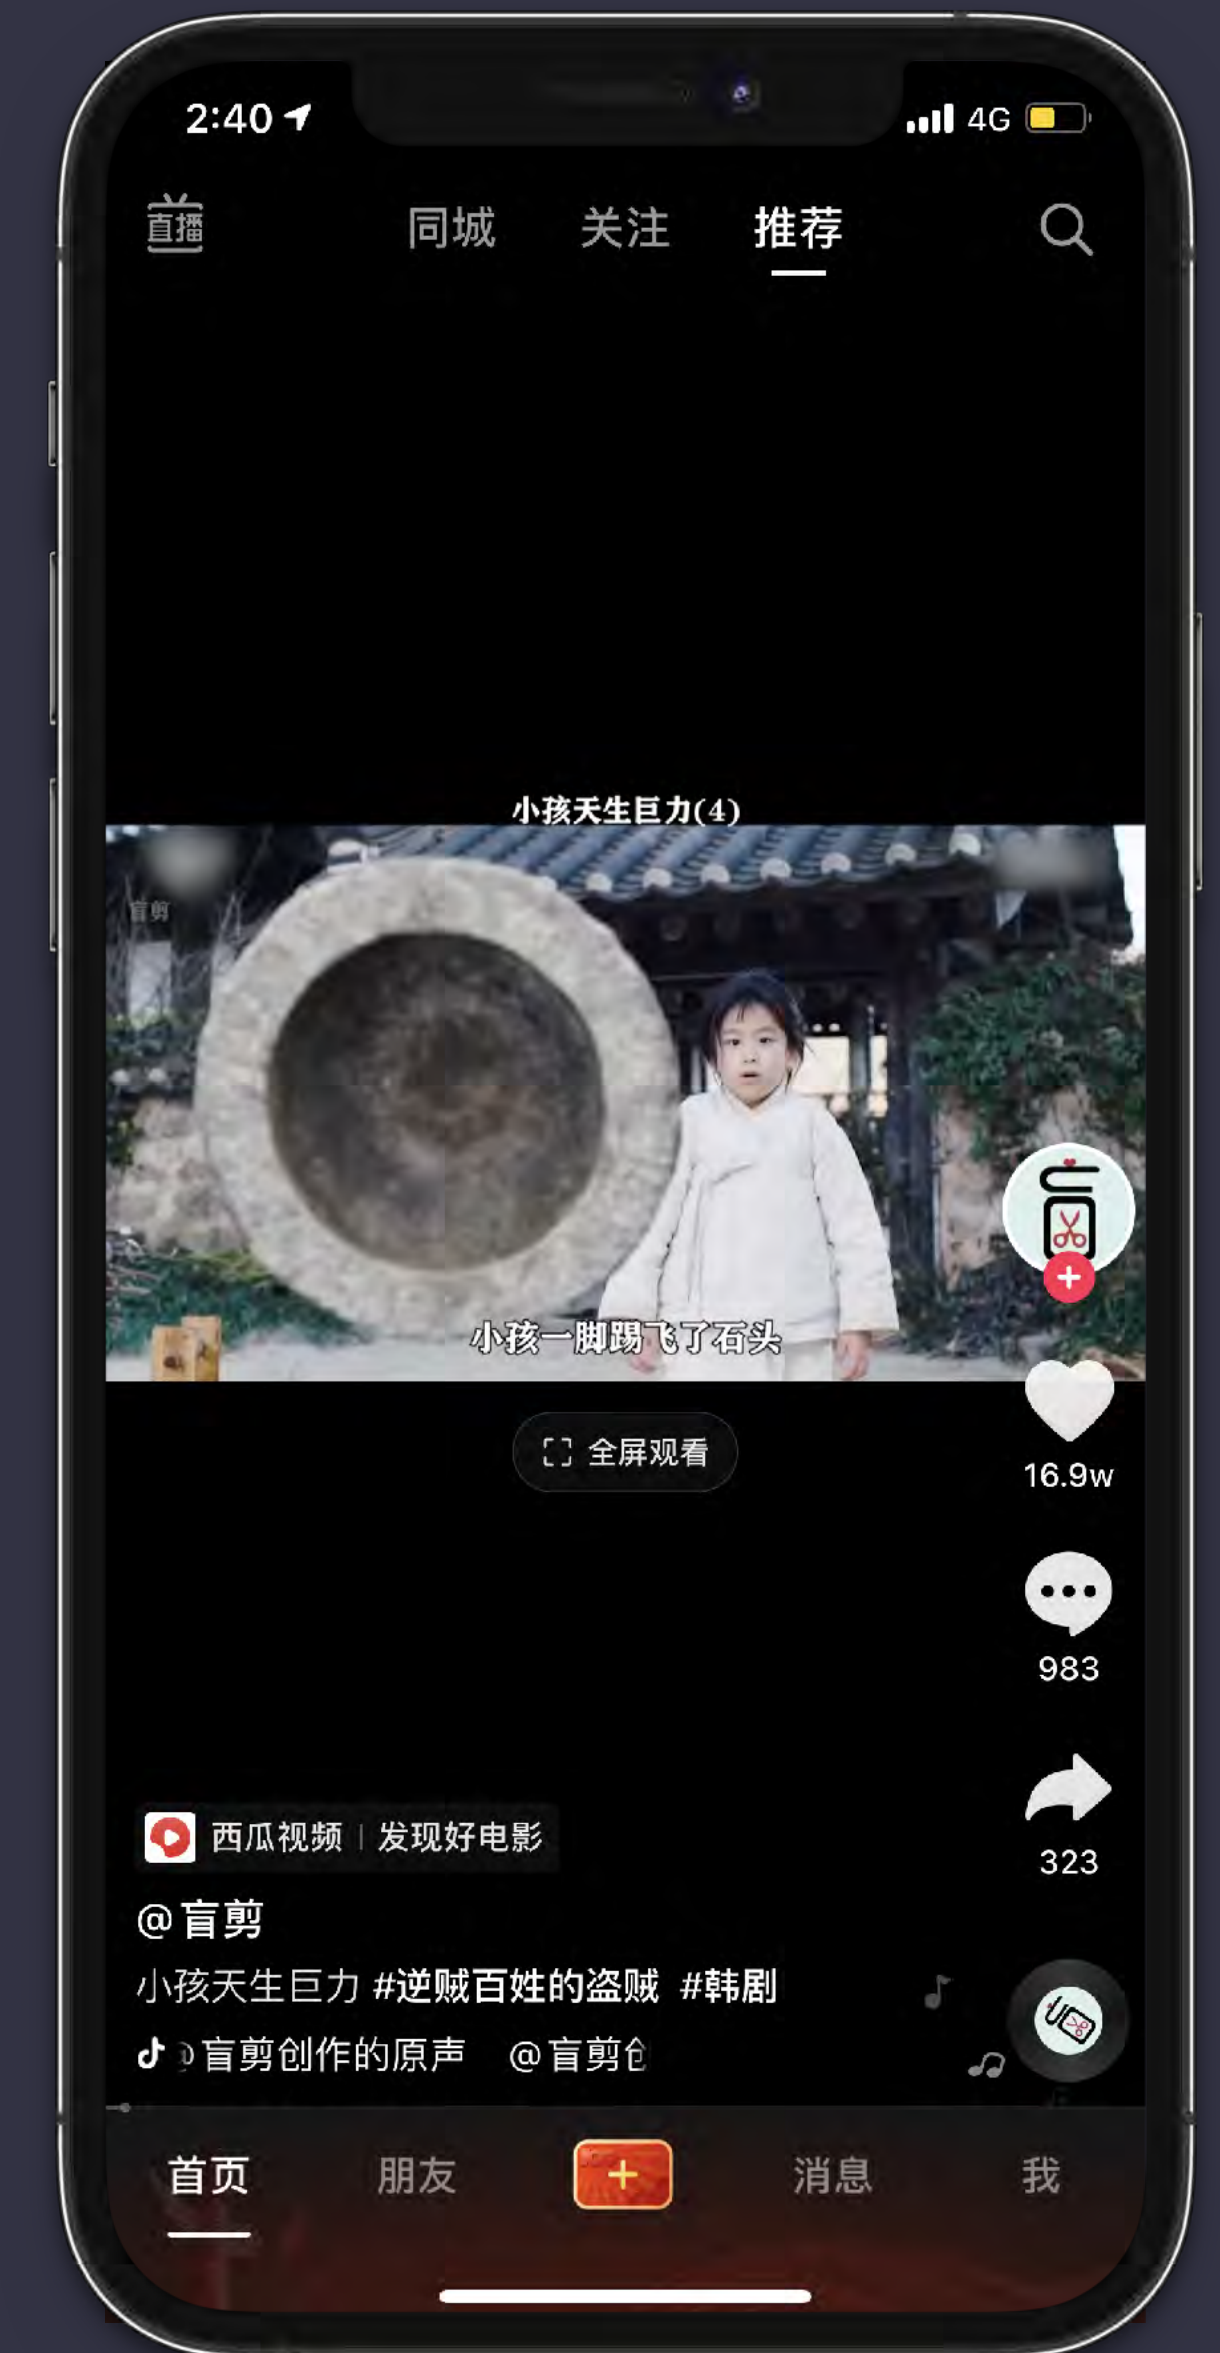 2:40 4G
直播 同城 关注 推荐
小孩天生巨力(4)
盲剪
小孩一脚踢飞了石头
全屏观看
16.9w
983
323
西瓜视频 | 发现好电影
@盲剪
小孩天生巨力 #逆贼百姓的盗贼 #韩剧
@盲剪创作的原声 @盲剪创
首页 朋友 消息 我